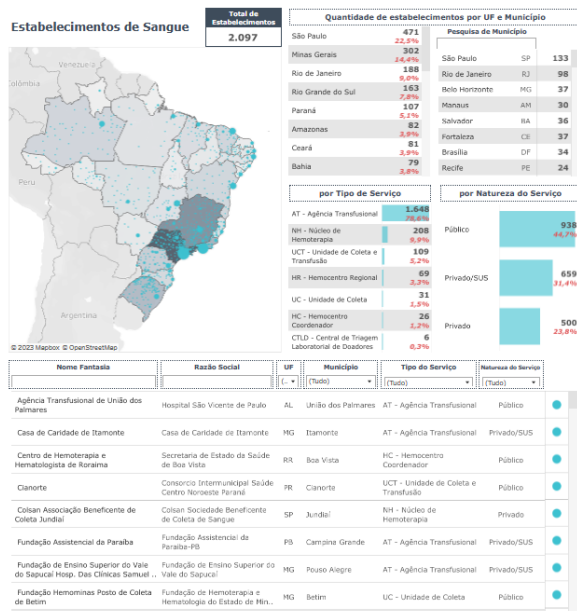 Estabelecimentos de Sangue
Total de
Estabelecimentos
2.097
Quantidade de estabelecimentos por UF e Município
São Paulo 471
22,5%
Minas Gerais 302
14,4%
Rio de Janeiro 188
9,0%
Rio Grande do Sul 163
7,8%
Paraná 107
5,1%
Amazonas 82
3,9%
Ceará 81
3,9%
Bahia 79
3,8%
Pesquisa de Município
São Paulo SP 133
Rio de Janeiro RJ 98
Belo Horizonte MG 37
Manaus AM 30
Salvador BA 36
Fortaleza CE 37
Brasília DF 34
Recife PE 24
Venezuela
Colômbia
Peru
Argentina
© 2023 Mapbox © OpenStreetMap
por Tipo de Serviço
AT - Agência Transfusional 1.648
78,6%
NH - Núcleo de
Hemoterapia
208
9,9%
UCT - Unidade de Coleta e
Transfusão
109
5,2%
HR - Hemocentro Regional 69
3,3%
UC - Unidade de Coleta 31
1,5%
HC - Hemocentro
Coordenador
26
1,2%
CTLD - Central de Triagem
Laboratorial de Doadores
6
0,3%
por Natureza do Serviço
Público 938
44,7%
Privado/SUS 659
31,4%
Privado 500
23,8%
Nome Fantasia Razão Social UF Município Tipo do Serviço Natureza do Serviço
(.. (Tudo) (Tudo) (Tudo)
Agência Transfusional de União dos
Palmares
Hospital São Vicente de Paulo AL União dos Palmares AT - Agência Transfusional Público
Casa de Caridade de Itamonte Casa de Caridade de Itamonte MG Itamonte AT - Agência Transfusional Privado/SUS
Centro de Hemoterapia e
Hematologista de Roraima
Secretaria de Estado da Saúde
de Boa Vista
RR Boa Vista
HC - Hemocentro
Coordenador
Público
Cianorte
Consorcio Intermunicipal Saúde
Centro Noroeste Paraná
PR Cianorte
UCT - Unidade de Coleta e
Transfusão
Público
Colsan Associação Beneficente de
Coleta Jundiaí
Colsan Sociedade Beneficente
de Coleta de Sangue
SP Jundiaí
NH - Núcleo de
Hemoterapia
Privado
Fundação Assistencial da Paraíba
Fundação Assistencial da
Paraíba-PB
PB Campina Grande AT - Agência Transfusional Privado/SUS
Fundação de Ensino Superior do Vale
do Sapucaí Hosp. Das Clínicas Samuel ..
Fundação de Ensino Superior do
Vale do Sapucaí
MG Pouso Alegre AT - Agência Transfusional Privado/SUS
Fundação Hemominas Posto de Coleta
de Betim
Fundação de Hemoterapia e
Hematologia do Estado de Min..
MG Betim UC - Unidade de Coleta Público